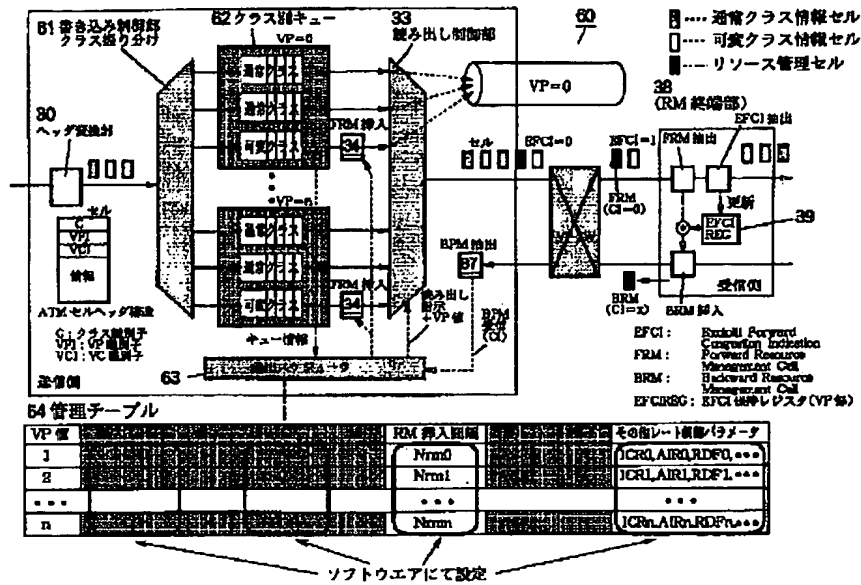 61 書き込み制御部
クラス振り分け
62 クラス別キュー
VP=0
33
読み出し制御部
60
通常クラス情報セル
可変クラス情報セル
リソース管理セル
30
ヘッダ変換部
通常クラス
通常クラス
可変クラス
FRM 挿入
34
VP=0
セル
EFCI=0
EFCI=1
FRM
(CI=0)
38
(RM 終端部)
FRM 抽出
EFCI 抽出
更新
EFCI
REG
39
セル
C
VPI
VCI
情報
ATM セルヘッダ構造
C : クラス識別子
VPI : VP 識別子
VCI : VC 識別子
送信側
VP=n
通常クラス
通常クラス
可変クラス
FRM 挿入
34
キュー情報
読み出し
指示
+VP 値
BPM 抽出
37
BPM
受信
(CI)
BRM
(CI=x)
BRM 挿入
受信側
63
EFCI : Explicit Forward
Congestion Indication
FRM : Forward Resource
Management Cell
BRM : Backward Resource
Management Cell
EFCIREG : EFCI 保持レジスタ(VP 毎)
64 管理テーブル
VP 値
RM 挿入間隔
その他レート制御パラメータ
1
Nrm0
ICR0,AIR0,RDF0,•••
2
Nrm1
ICR1,AIR1,RDF1,•••
•••
•••
•••
n
Nrmn
ICRn,AIRn,RDFn,•••
ソフトウエアにて設定